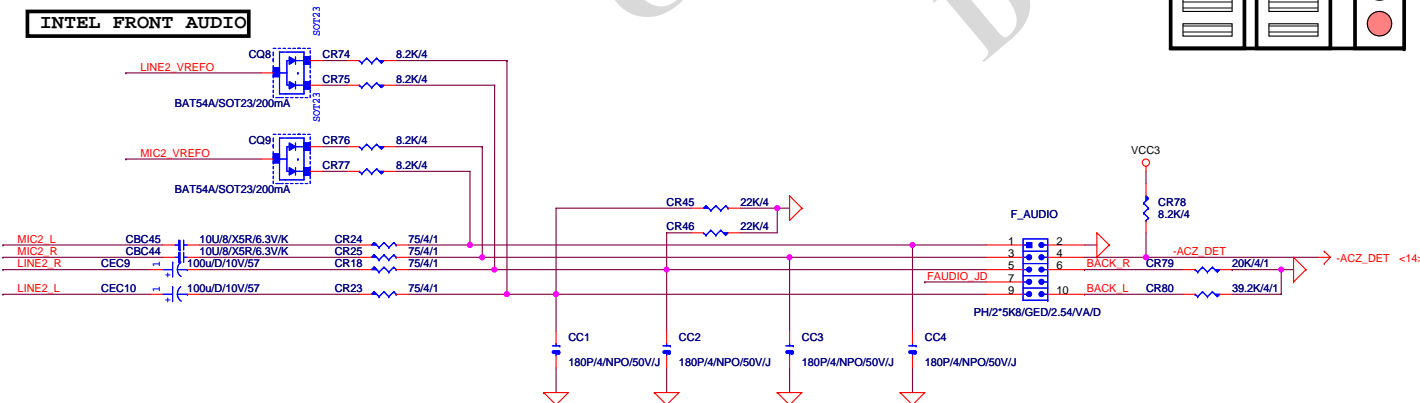 INTEL FRONT AUDIO
SOT23
CQ8
CR74 8.2K/4
LINE2_VREFO
CR75 8.2K/4
BAT54A/SOT23/200mA
SOT23
CQ9
CR76 8.2K/4
MIC2_VREFO
CR77 8.2K/4
BAT54A/SOT23/200mA
VCC3
CR78
8.2K/4
CR45 22K/4
CR46 22K/4
F_AUDIO
MIC2_L CBC45 10U/8/X5R/6.3V/K CR24 75/4/1
1 2
MIC2_R CBC44 10U/8/X5R/6.3V/K CR25 75/4/1
3 4 -ACZ_DET
-ACZ_DET <14>
LINE2_R CEC9 1 + 100u/D/10V/57 CR18 75/4/1
5 6 BACK_R CR79 20K/4/1
FAUDIO_JD 7
LINE2_L CEC10 1 + 100u/D/10V/57 CR23 75/4/1
9 10 BACK_L CR80 39.2K/4/1
PH/2*5K8/GED/2.54/VA/D
CC1 CC2 CC3 CC4
180P/4/NPO/50V/J 180P/4/NPO/50V/J 180P/4/NPO/50V/J 180P/4/NPO/50V/J